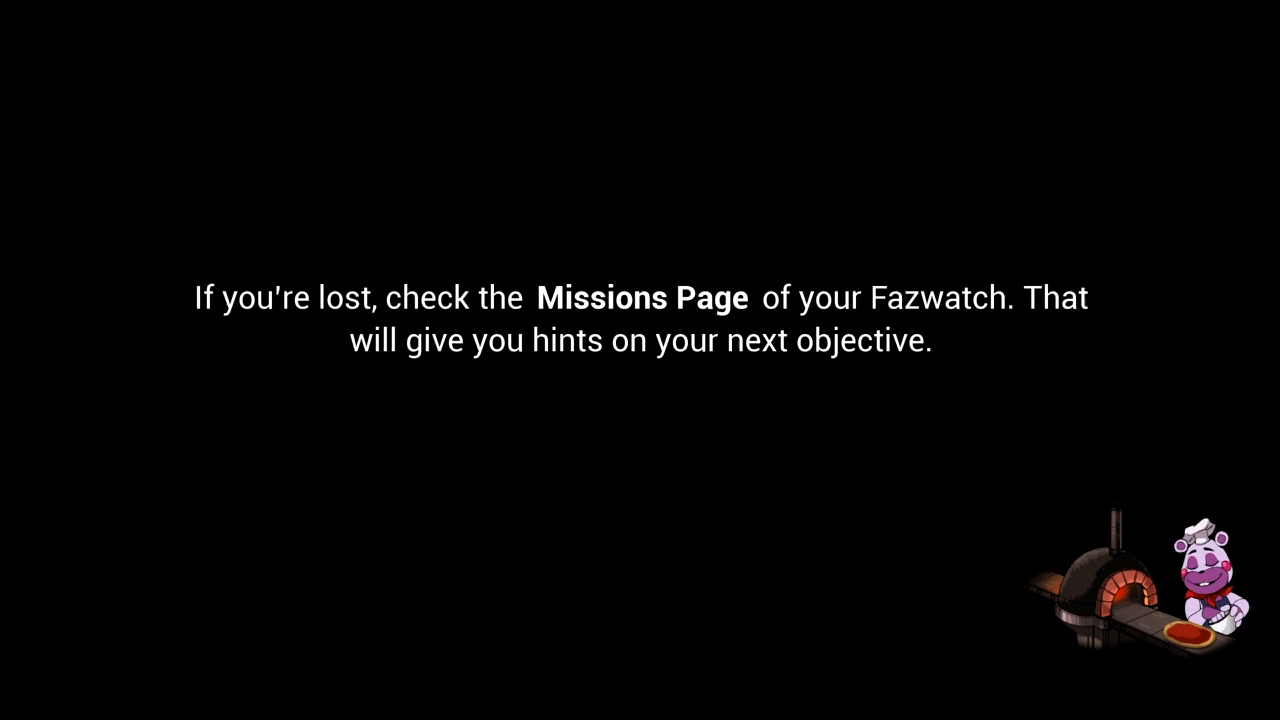 If you're lost, check the Missions Page of your Fazwatch. That
will give you hints on your next objective.